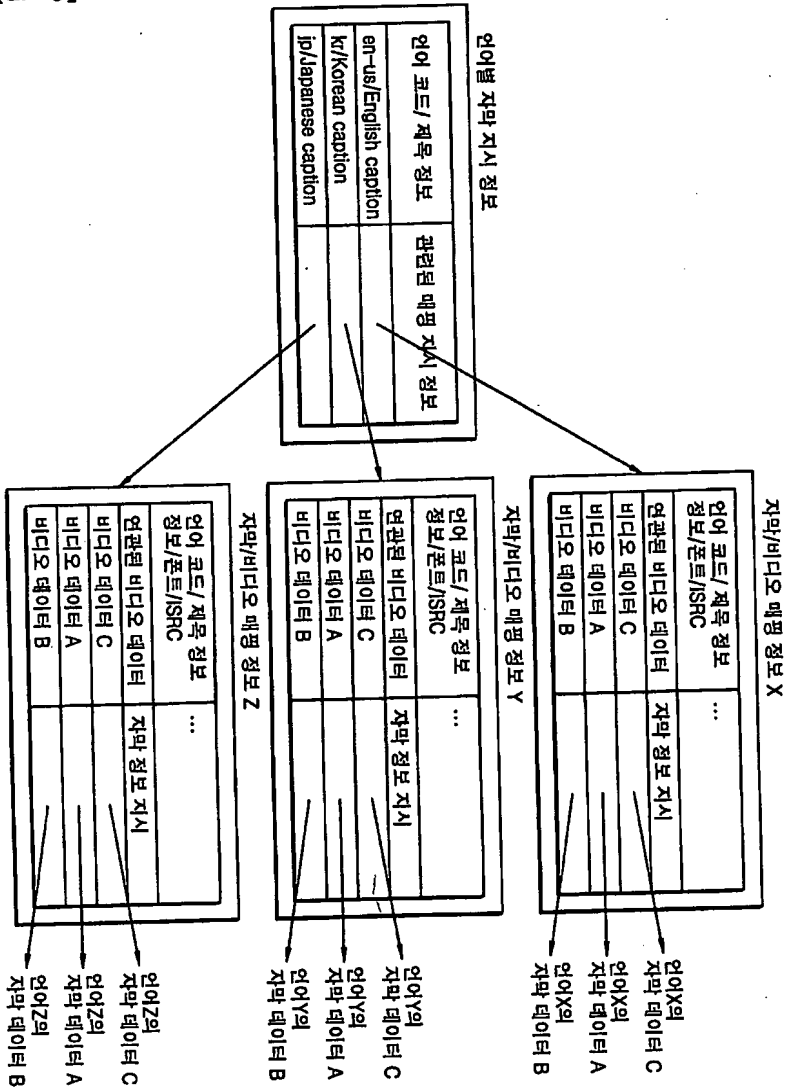 언어별 자막 지시 정보
언어 코드/ 제목 정보
관련된 매핑 지시 정보
en-us/English caption
kr/Korean caption
jp/Japanese caption
자막/비디오 매핑 정보 X
언어 코드/ 제목 정보
정보/폰트/ISRC
...
연관된 비디오 데이터
자막 정보 지시
비디오 데이터 C
비디오 데이터 A
비디오 데이터 B
언어X의
자막 데이터 C
언어X의
자막 데이터 A
언어X의
자막 데이터 B
자막/비디오 매핑 정보 Y
언어 코드/ 제목 정보
정보/폰트/ISRC
...
연관된 비디오 데이터
자막 정보 지시
비디오 데이터 C
비디오 데이터 A
비디오 데이터 B
언어Y의
자막 데이터 C
언어Y의
자막 데이터 A
언어Y의
자막 데이터 B
자막/비디오 매핑 정보 Z
언어 코드/ 제목 정보
정보/폰트/ISRC
...
연관된 비디오 데이터
자막 정보 지시
비디오 데이터 C
비디오 데이터 A
비디오 데이터 B
언어Z의
자막 데이터 C
언어Z의
자막 데이터 A
언어Z의
자막 데이터 B